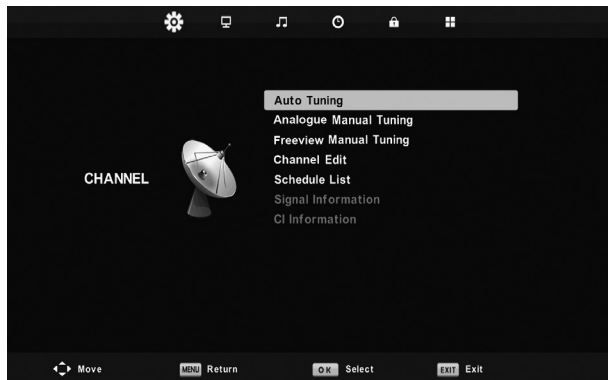 CHANNEL
Auto Tuning
Analogue Manual Tuning
Freeview Manual Tuning
Channel Edit
Schedule List
Signal Information
CI Information
Move MENU Return OK Select EXIT Exit